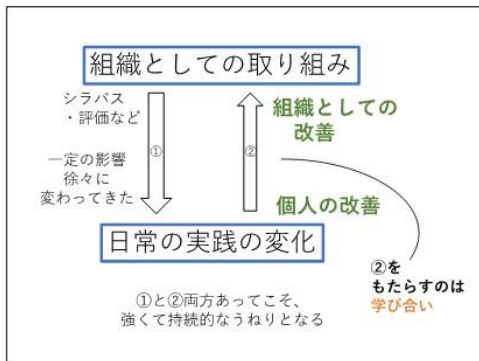 組織としての取り組み
シラバス
・評価など
①
一定の影響
徐々に
変わってきた
②
組織としての
改善
個人の改善
日常の実践の変化
②を
もたらすのは
学び合い
①と②両方あってこそ、
強くて持続的なうねりとなる